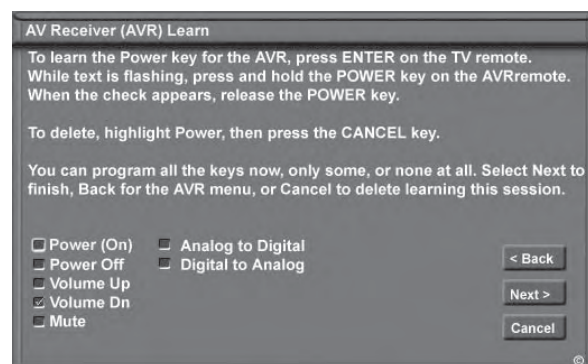 AV Receiver (AVR) Learn
To learn the Power key for the AVR, press ENTER on the TV remote.
While text is flashing, press and hold the POWER key on the AVRremote.
When the check appears, release the POWER key.
To delete, highlight Power, then press the CANCEL key.
You can program all the keys now, only some, or none at all. Select Next to
finish, Back for the AVR menu, or Cancel to delete learning this session.
Power (On)
Power Off
Volume Up
Volume Dn
Mute
Analog to Digital
Digital to Analog
< Back
Next >
Cancel
©